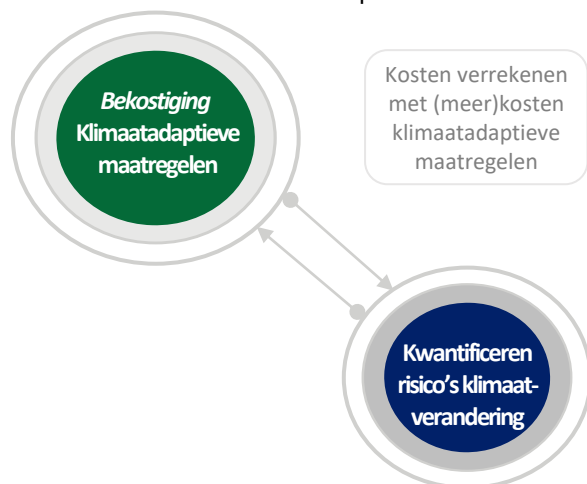 Bekostiging
Klimaatadaptieve
maatregelen
Kosten verrekenen
met (meer)kosten
klimaatadaptieve
maatregelen
Kwantificeren
risico's klimaat-
verandering